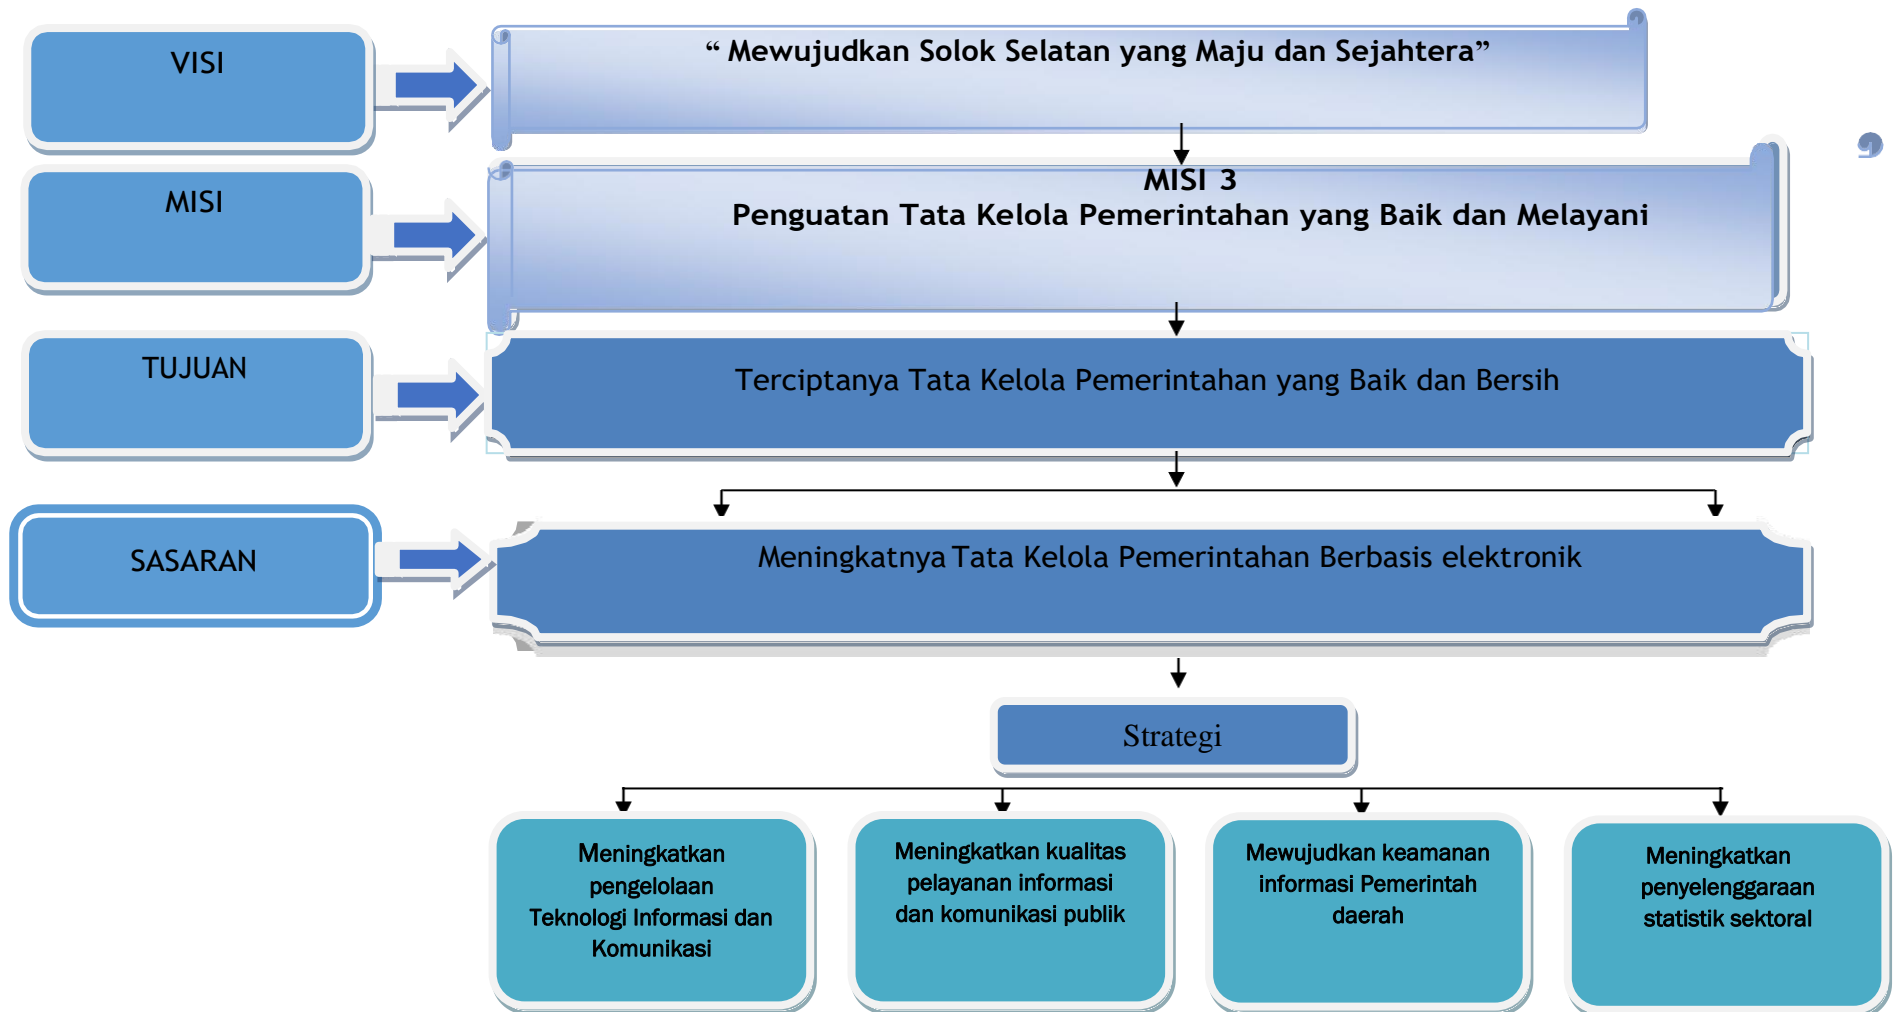 VISI
“ Mewujudkan Solok Selatan yang Maju dan Sejahtera”
MISI
MISI 3
Penguatan Tata Kelola Pemerintahan yang Baik dan Melayani
TUJUAN
Terciptanya Tata Kelola Pemerintahan yang Baik dan Bersih
SASARAN
Meningkatnya Tata Kelola Pemerintahan Berbasis elektronik
Strategi
Meningkatkan
pengelolaan
Teknologi Informasi dan
Komunikasi
Meningkatkan kualitas
pelayanan informasi
dan komunikasi publik
Mewujudkan keamanan
informasi Pemerintah
daerah
Meningkatkan
penyelenggaraan
statistik sektoral